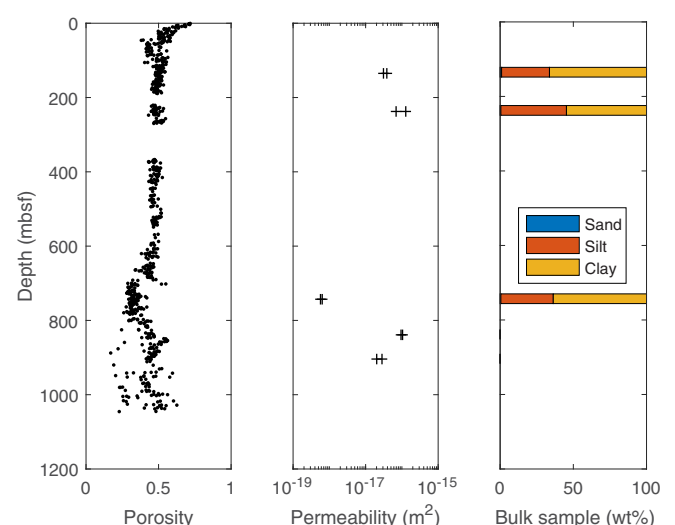 0
200
400
600
800
1000
1200
Depth (mbsf)
0 0.5 1
Porosity
10^-19 10^-17 10^-15
Permeability (m^2)
Sand
Silt
Clay
0 50 100
Bulk sample (wt%)